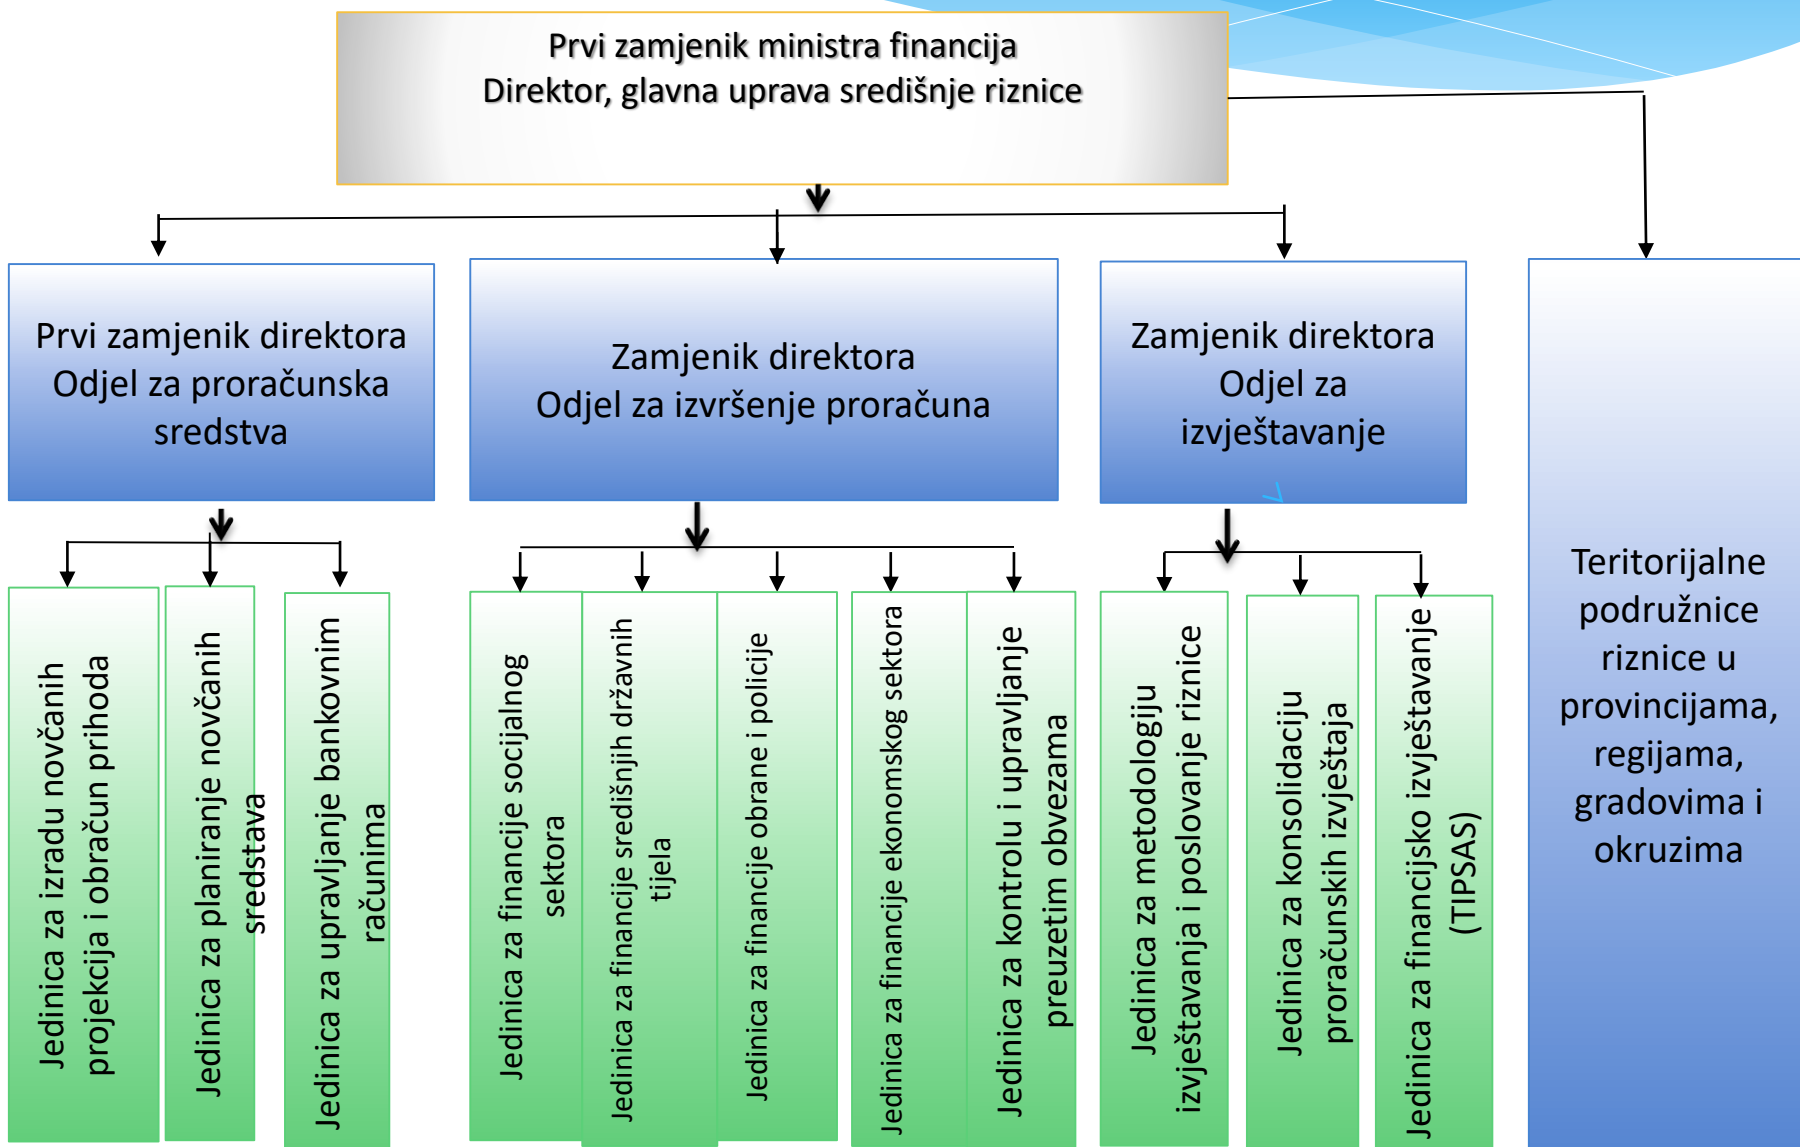 Prvi zamjenik ministra financija
Direktor, glavna uprava središnje riznice
Prvi zamjenik direktora
Odjel za proračunska
sredstva
Zamjenik direktora
Odjel za izvršenje proračuna
Zamjenik direktora
Odjel za
izvještavanje
Teritorijalne
podružnice
riznice u
provincijama,
regijama,
gradovima i
okruzima
Jedinica za izradu novčanih
projekcija i obračun prihoda
Jedinica za planiranje novčanih
sredstava
Jedinica za upravljanje bankovnim
računima
Jedinica za financije socijalnog
sektora
Jedinica za financije središnjih državnih
tijela
Jedinica za financije obrane i policije
Jedinica za financije ekonomskog sektora
Jedinica za kontrolu i upravljanje
preuzetim obvezama
Jedinica za metodologiju
izvještavanja i poslovanje riznice
Jedinica za konsolidaciju
proračunskih izvještaja
Jedinica za financijsko izvještavanje
(TIPSAS)